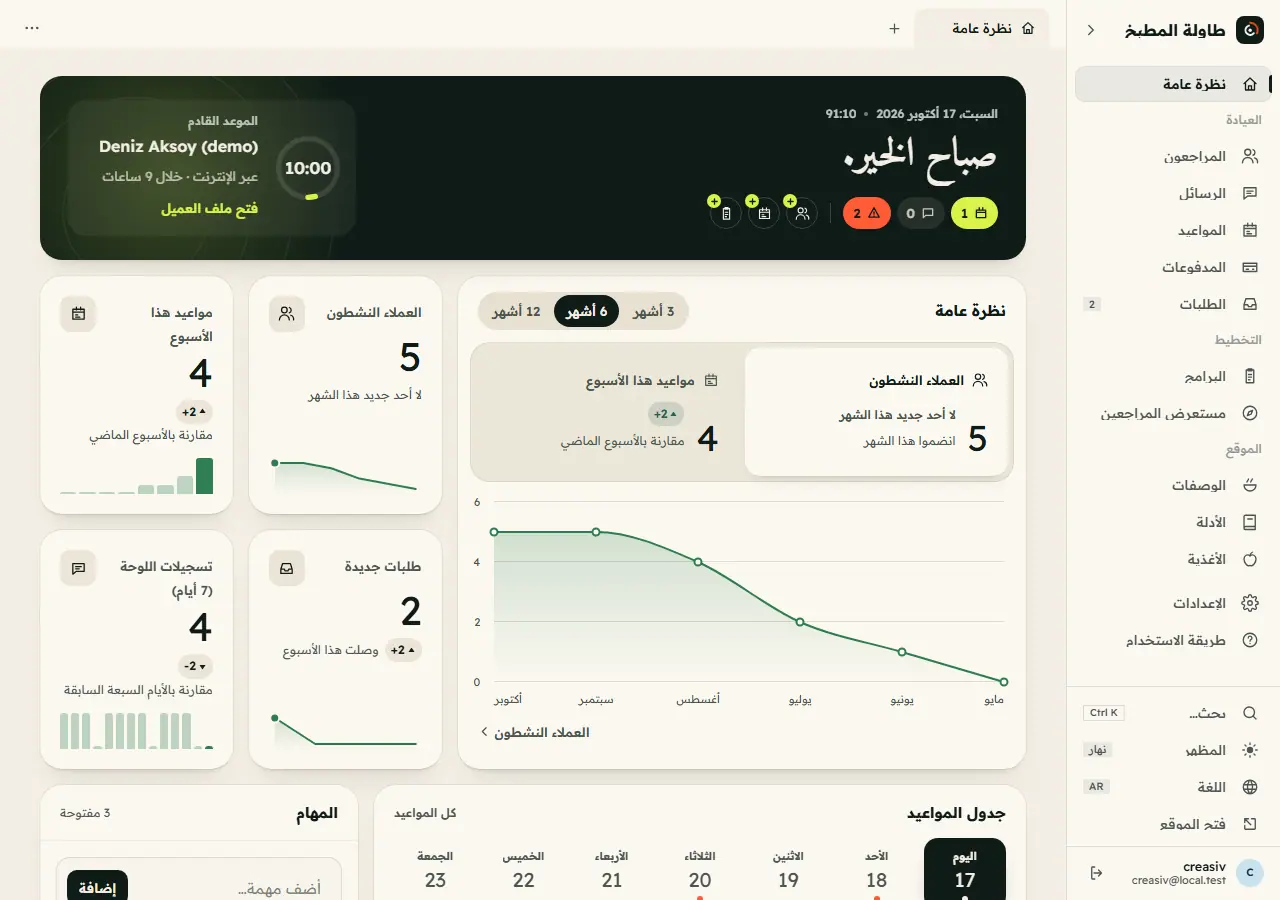 طاولة المطبخ
نظرة عامة
العيادة
المراجعون
الرسائل
المواعيد
المدفوعات
الطلبات
2
التخطيط
البرامج
مستعرض المراجعين
الموقع
الوصفات
الأدلة
الأغذية
الإعدادات
طريقة الاستخدام
بحث...
Ctrl K
المظهر
نهار
اللغة
AR
فتح الموقع
C
creasiv
creasiv@local.test
نظرة عامة
+
...
السبت، 17 أكتوبر 2026 • 91:10
صباح الخير.
1
0
2
الموعد القادم
Deniz Aksoy (demo)
عبر الإنترنت · خلال 9 ساعات
فتح ملف العميل
10:00
نظرة عامة
3 أشهر
6 أشهر
12 أشهر
العملاء النشطون
لا أحد جديد هذا الشهر
5
انضموا هذا الشهر
مواعيد هذا الأسبوع
+2
4
مقارنة بالأسبوع الماضي
6
4
2
0
مايو
يونيو
يوليو
أغسطس
سبتمبر
أكتوبر
العملاء النشطون
العملاء النشطون
5
لا أحد جديد هذا الشهر
مواعيد هذا الأسبوع
4
+2
مقارنة بالأسبوع الماضي
طلبات جديدة
2
+2
وصلت هذا الأسبوع
تسجيلات اللوحة (7 أيام)
4
-2
مقارنة بالأيام السبعة السابقة
جدول المواعيد
كل المواعيد
اليوم
17
الأحد
18
الاثنين
19
الثلاثاء
20
الأربعاء
21
الخميس
22
الجمعة
23
المهام
3 مفتوحة
أضف مهمة...
إضافة